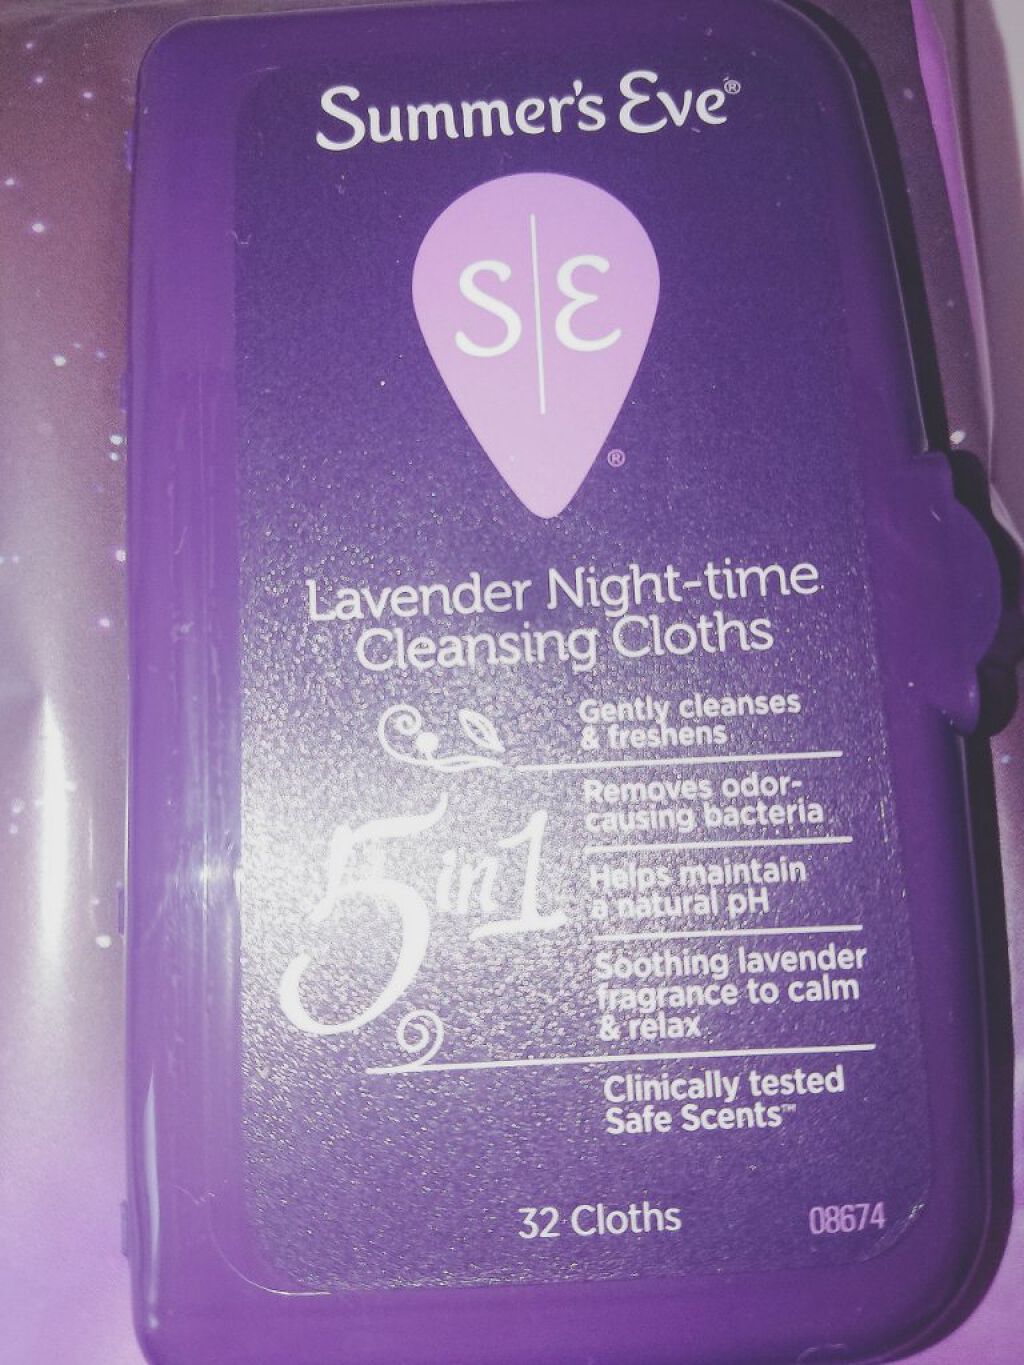 Summer's Eve®
S|E
®
Lavender Night-time
Cleansing Cloths
5 in 1
Gently cleanses
& freshens
Removes odor-
causing bacteria
Helps maintain
a natural pH
Soothing lavender
fragrance to calm
& relax
Clinically tested
Safe Scents™
32 Cloths
08674